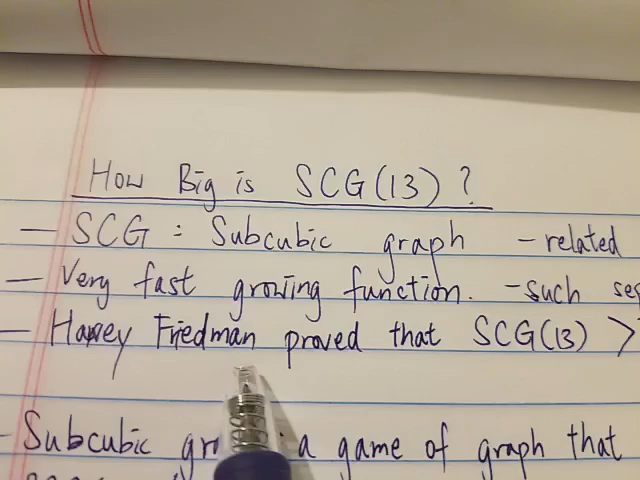 How Big is SCG(13)?
— SCG : Subcubic graph - related
— Very fast growing function. - such
— Harvey Friedman proved that SCG(13) >
- Subcubic a game of graph that